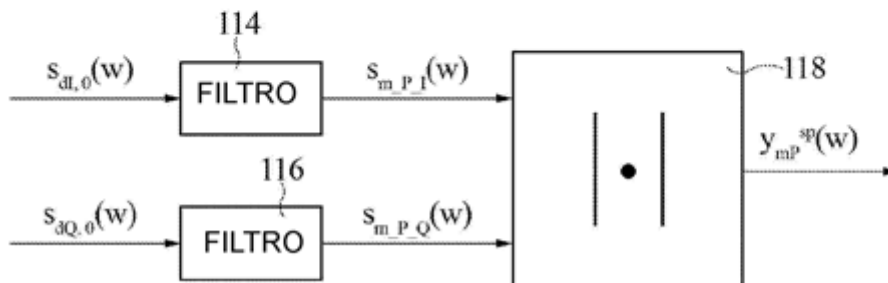 114
s_dI,0(w)
FILTRO
s_m_P_I(w)
118
y_mP^sp(w)
116
s_dQ,0(w)
FILTRO
s_m_P_Q(w)